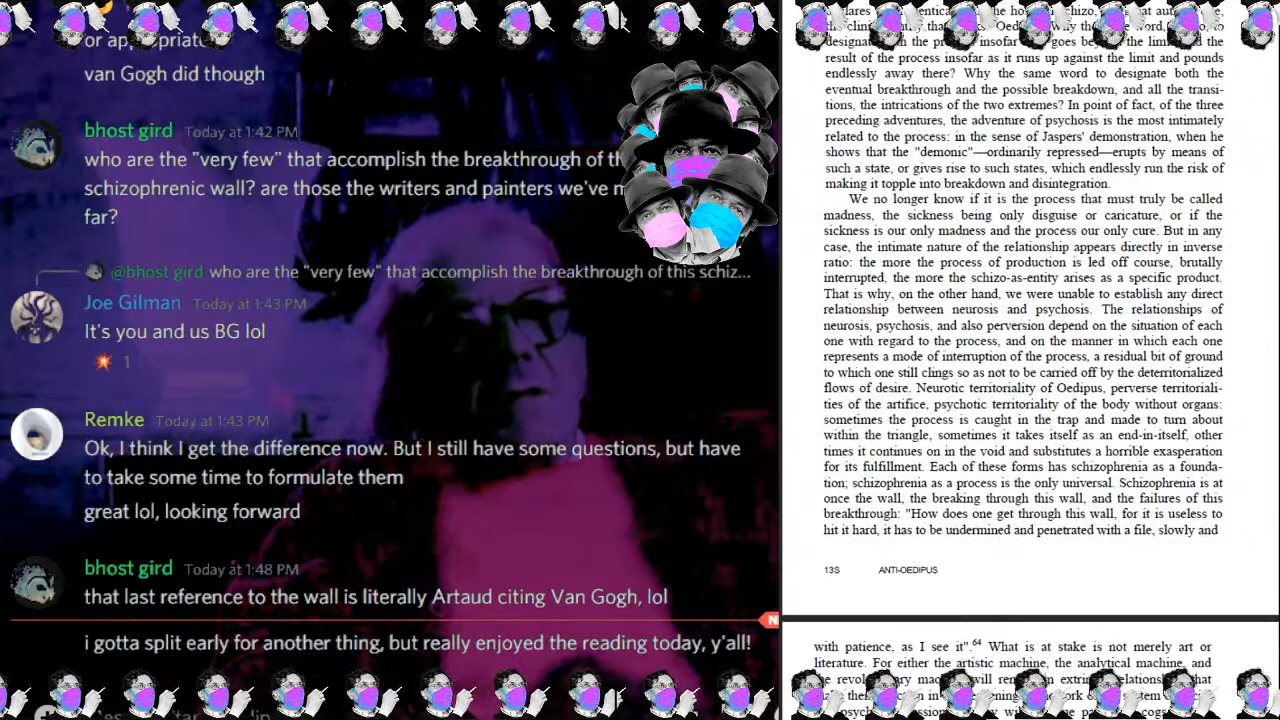 or
van Gogh did though
bhost gird Today at 1:42 PM
who are the "very few" that accomplish the breakthrough of
schizophrenic wall? are those the writers and painters we've
far?
@bhost gird who are the "very few" that accomplish the breakthrough of this schiz...
Joe Gilman Today at 1:43 PM
It's you and us BG lol
1
Remke Today at 1:43 PM
Ok, I think I get the difference now. But I still have some questions, but have
to take some time to formulate them
great lol, looking forward
bhost gird Today at 1:48 PM
that last reference to the wall is literally Artaud citing Van Gogh, lol
N
i gotta split early for another thing, but really enjoyed the reading today, y'all!
the
designate the insofar goes the and the
result of the process insofar as it runs up against the limit and pounds
endlessly away there? Why the same word to designate both the
eventual breakthrough and the possible breakdown, and all the transi-
tions, the intrications of the two extremes? In point of fact, of the three
preceding adventures, the adventure of psychosis is the most intimately
related to the process: in the sense of Jaspers' demonstration, when he
shows that the "demonic"—ordinarily repressed—erupts by means of
such a state, or gives rise to such states, which endlessly run the risk of
making it topple into breakdown and disintegration.
We no longer know if it is the process that must truly be called
madness, the sickness being only disguise or caricature, or if the
sickness is our only madness and the process our only cure. But in any
case, the intimate nature of the relationship appears directly in inverse
ratio: the more the process of production is led off course, brutally
interrupted, the more the schizo-as-entity arises as a specific product.
That is why, on the other hand, we were unable to establish any direct
relationship between neurosis and psychosis. The relationships of
neurosis, psychosis, and also perversion depend on the situation of each
one with regard to the process, and on the manner in which each one
represents a mode of interruption of the process, a residual bit of ground
to which one still clings so as not to be carried off by the deterritorialized
flows of desire. Neurotic territoriality of Oedipus, perverse territoriali-
ties of the artifice, psychotic territoriality of the body without organs:
sometimes the process is caught in the trap and made to turn about
within the triangle, sometimes it takes itself as an end-in-itself, other
times it continues on in the void and substitutes a horrible exasperation
for its fulfillment. Each of these forms has schizophrenia as a founda-
tion; schizophrenia as a process is the only universal. Schizophrenia is at
once the wall, the breaking through this wall, and the failures of this
breakthrough: "How does one get through this wall, for it is useless to
hit it hard, it has to be undermined and penetrated with a file, slowly and
13S ANTI-OEDIPUS
with patience, as I see it".64 What is at stake is not merely art or
literature. For either the artistic machine, the analytical machine, and